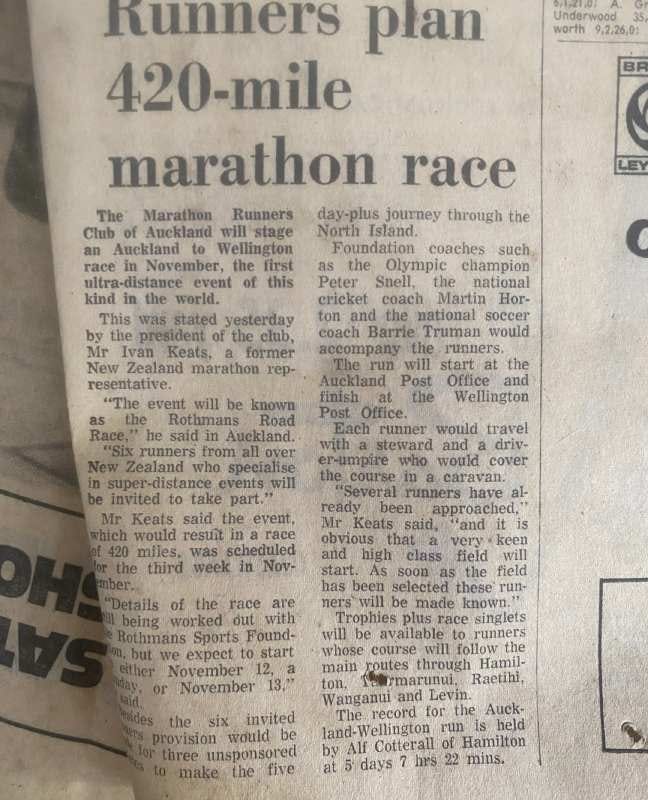 Runners plan
420-mile
marathon race
The Marathon Runners
Club of Auckland will stage
an Auckland to Wellington
race in November, the first
ultra-distance event of this
kind in the world.
This was stated yesterday
by the president of the club,
Mr Ivan Keats, a former
New Zealand marathon rep-
resentative.
"The event will be known
as the Rothmans Road
Race," he said in Auckland.
"Six runners from all over
New Zealand who specialise
in super-distance events will
be invited to take part."
Mr Keats said the event,
which would result in a race
of 420 miles, was scheduled
for the third week in Nov-
ember.
"Details of the race are
being worked out with
Rothmans Sports Found-
but we expect to start
either November 12, a
or November 13,"
said.
the six invited
provision would be
for three unsponsored
to make the five
day-plus journey through the
North Island.
Foundation coaches such
as the Olympic champion
Peter Snell, the national
cricket coach Martin Hor-
ton and the national soccer
coach Barrie Truman would
accompany the runners.
The run will start at the
Auckland Post Office and
finish at the Wellington
Post Office.
Each runner would travel
with a steward and a driv-
er-umpire who would cover
the course in a caravan.
"Several runners have al-
ready been approached,"
Mr Keats said, "and it is
obvious that a very keen
and high class field will
start. As soon as the field
has been selected these run-
ners will be made known."
Trophies plus race singlets
will be available to runners
whose course will follow the
main routes through Hamil-
ton, Raetihi,
Wanganui and Levin.
The record for the Auck-
land-Wellington run is held
by Alf Cotterall of Hamilton
at 5 days 7 hrs 22 mins.
6,1,21,0; A.
Underwood 35,
worth 9,2,26,0:
BR
LEY